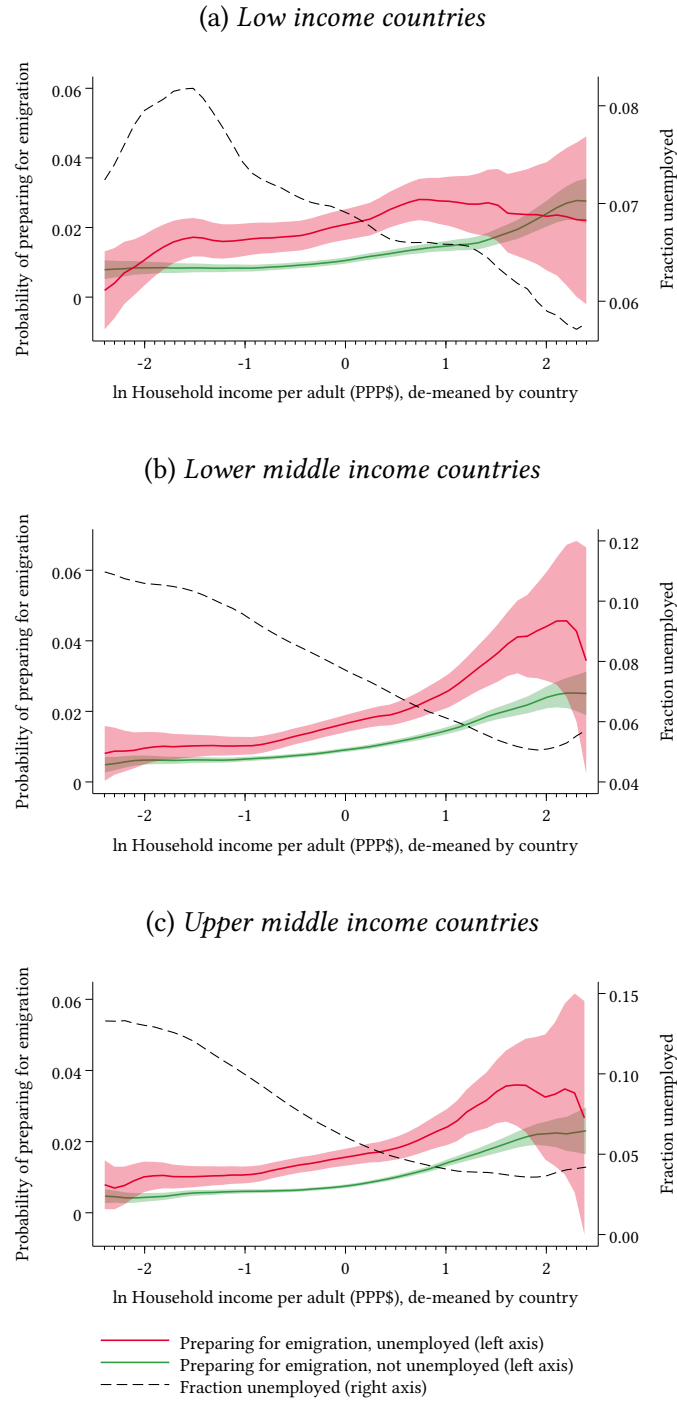 (a) Low income countries
Probability of preparing for emigration
0.06
0.04
0.02
0
0.08
0.07
0.06
Fraction unemployed
-2 -1 0 1 2
ln Household income per adult (PPP$), de-meaned by country
(b) Lower middle income countries
Probability of preparing for emigration
0.06
0.04
0.02
0
0.12
0.10
0.08
0.06
0.04
Fraction unemployed
-2 -1 0 1 2
ln Household income per adult (PPP$), de-meaned by country
(c) Upper middle income countries
Probability of preparing for emigration
0.06
0.04
0.02
0
0.15
0.10
0.05
0.00
Fraction unemployed
-2 -1 0 1 2
ln Household income per adult (PPP$), de-meaned by country
Preparing for emigration, unemployed (left axis)
Preparing for emigration, not unemployed (left axis)
Fraction unemployed (right axis)